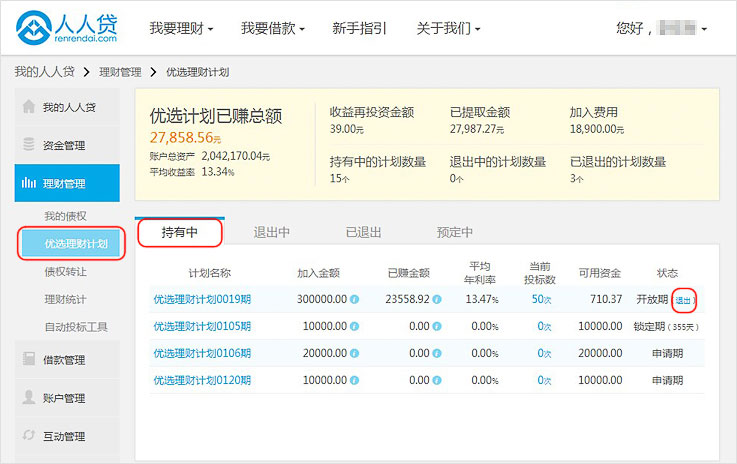 人人贷
renrendai.com
我要理财 我要借款 新手指引 关于我们 您好，
我的人人贷 理财管理 优选理财计划
我的人人贷
资金管理
理财管理
我的债权
优选理财计划
债权转让
理财统计
自动投标工具
借款管理
账户管理
互动管理
优选计划已赚总额
27,858.56元
账户总资产 2,042,170.04元
平均收益率 13.34%
收益再投资金额 已提取金额 加入费用
39.00元 27,987.27元 18,900.00元
持有中的计划数量 退出中的计划数量 已退出的计划数量
15个 0个 3个
持有中 退出中 已退出 预定中
计划名称 加入金额 已赚金额 平均年利率 当前投标数 可用资金 状态
优选理财计划0019期 300000.00 23558.92 13.47% 50次 710.37 开放期（退出）
优选理财计划0105期 10000.00 0.00 0.00% 0次 10000.00 锁定期（355天）
优选理财计划0106期 20000.00 0.00 0.00% 0次 20000.00 申请期
优选理财计划0120期 10000.00 0.00 0.00% 0次 10000.00 申请期